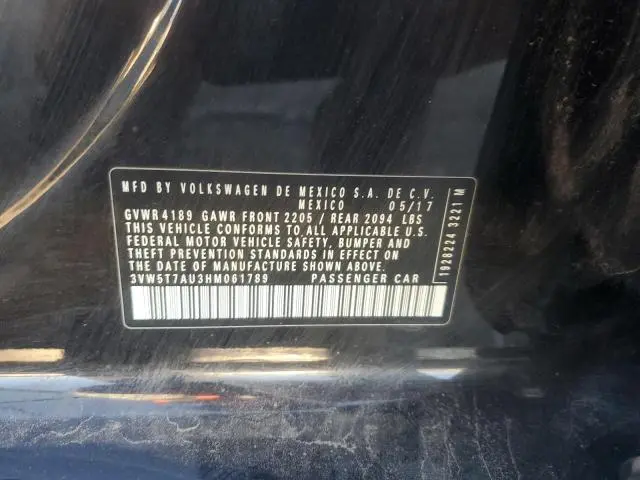 MFD BY VOLKSWAGEN DE MEXICO S.A. DE C.V.
MEXICO 05/17
GVWR 4189 GAWR FRONT 2205 / REAR 2094 LBS
THIS VEHICLE CONFORMS TO ALL APPLICABLE U.S.
FEDERAL MOTOR VEHICLE SAFETY, BUMPER AND
THEFT PREVENTION STANDARDS IN EFFECT ON
THE DATE OF MANUFACTURE SHOWN ABOVE.
3VW5T7AU3HM061789 PASSENGER CAR
1928224 3221 M